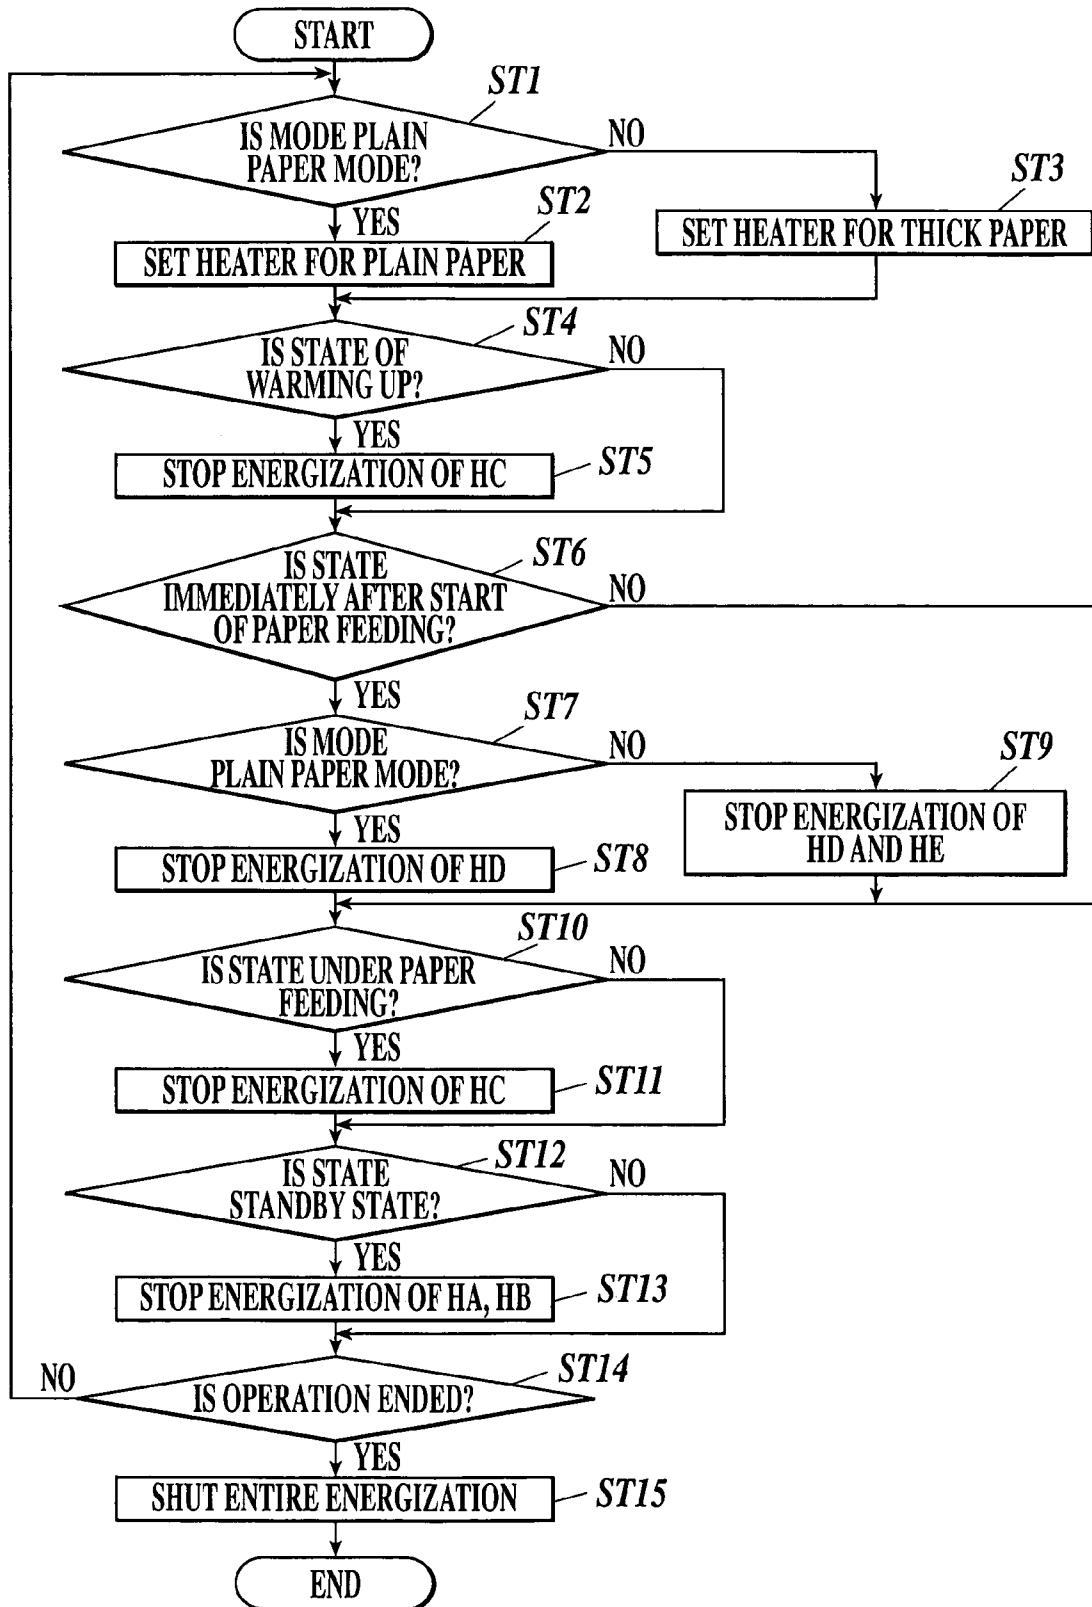 START
ST1
IS MODE PLAIN
PAPER MODE?
NO
YES
ST2
ST3
SET HEATER FOR PLAIN PAPER
SET HEATER FOR THICK PAPER
ST4
IS STATE OF
WARMING UP?
NO
YES
STOP ENERGIZATION OF HC
ST5
ST6
IS STATE
IMMEDIATELY AFTER START
OF PAPER FEEDING?
NO
YES
ST7
IS MODE
PLAIN PAPER MODE?
NO
ST9
YES
STOP ENERGIZATION OF
HD AND HE
STOP ENERGIZATION OF HD
ST8
ST10
IS STATE UNDER PAPER
FEEDING?
NO
YES
STOP ENERGIZATION OF HC
ST11
ST12
IS STATE
STANDBY STATE?
NO
YES
STOP ENERGIZATION OF HA, HB
ST13
ST14
NO
IS OPERATION ENDED?
YES
SHUT ENTIRE ENERGIZATION
ST15
END